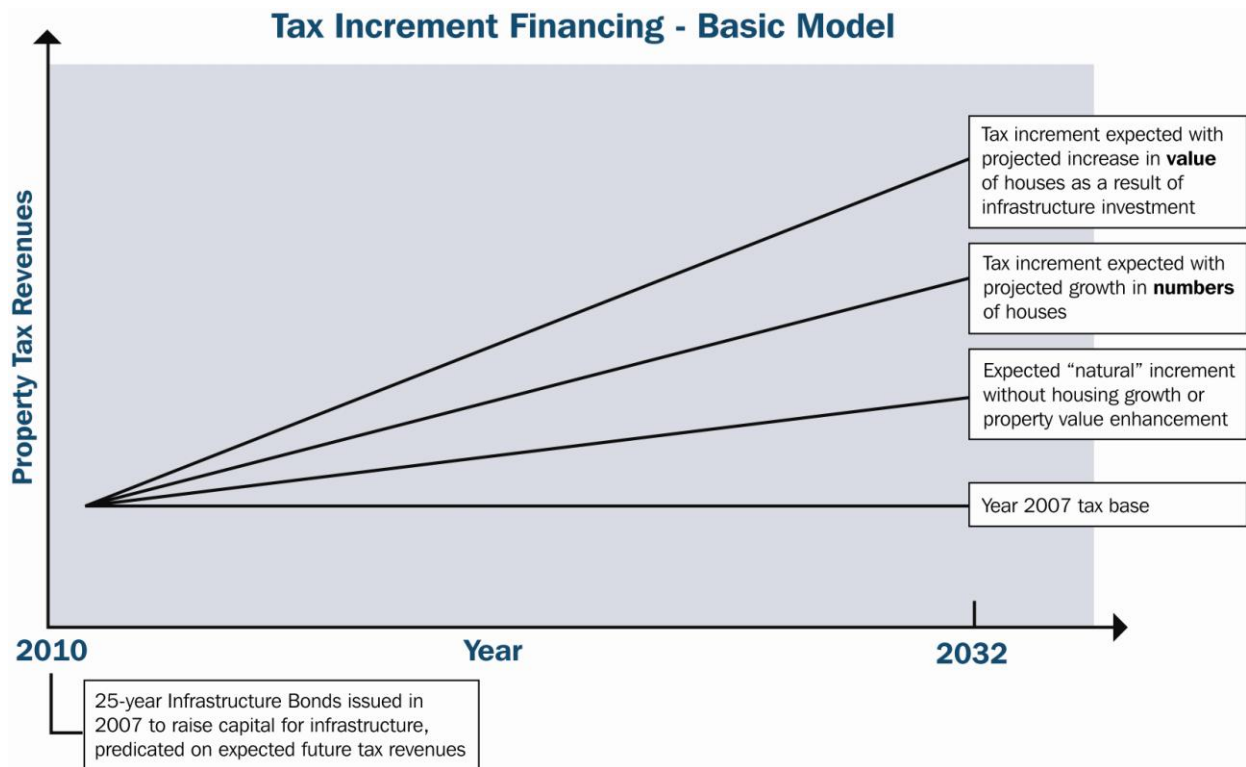 Tax Increment Financing - Basic Model
Property Tax Revenues
Tax increment expected with
projected increase in value
of houses as a result of
infrastructure investment
Tax increment expected with
projected growth in numbers
of houses
Expected “natural” increment
without housing growth or
property value enhancement
Year 2007 tax base
2010
Year
2032
25-year Infrastructure Bonds issued in
2007 to raise capital for infrastructure,
predicated on expected future tax revenues